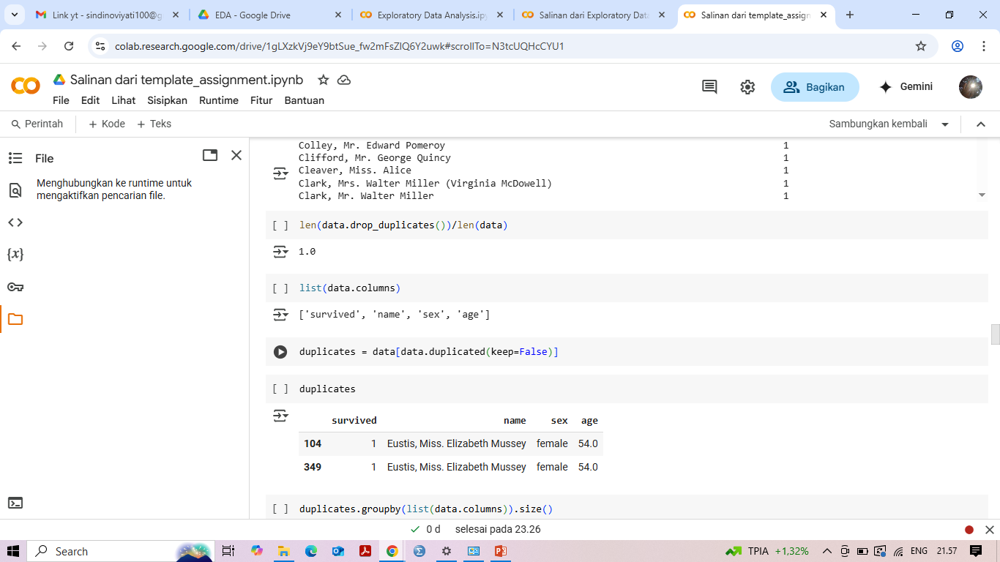 Link yt - sindinoviyati100@g
EDA - Google Drive
Exploratory Data Analysis.ip
Salinan dari Exploratory Dat
Salinan dari template_assign
colab.research.google.com/drive/1gLXzkVj9eY9btSue_fw2mFsZIQ6Y2uwk#scrollTo=N3tcUQHcCYU1
Salinan dari template_assignment.ipynb
File Edit Lihat Sisipkan Runtime Fitur Bantuan
Bagikan
Gemini
Perintah + Kode + Teks
Sambungkan kembali
File
Menghubungkan ke runtime untuk
mengaktifkan pencarian file.
Colley, Mr. Edward Pomeroy 1
Clifford, Mr. George Quincy 1
Cleaver, Miss. Alice 1
Clark, Mrs. Walter Miller (Virginia McDowell) 1
Clark, Mr. Walter Miller 1
[ ] len(data.drop_duplicates())/len(data)
1.0
[ ] list(data.columns)
['survived', 'name', 'sex', 'age']
duplicates = data[data.duplicated(keep=False)]
[ ] duplicates
survived name sex age
104 1 Eustis, Miss. Elizabeth Mussey female 54.0
349 1 Eustis, Miss. Elizabeth Mussey female 54.0
[ ] duplicates.groupby(list(data.columns)).size()
0 d selesai pada 23.26
Search
TPIA +1,32%
ENG
21.57